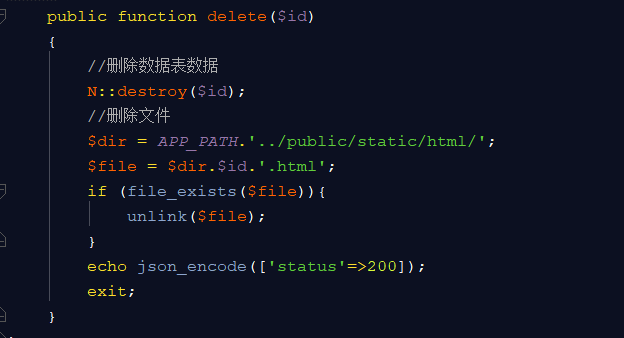 public function delete($id)
{
//删除数据表数据
N::destroy($id);
//删除文件
$dir = APP_PATH.'../public/static/html/';
$file = $dir.$id.'.html';
if (file_exists($file)){
unlink($file);
}
echo json_encode(['status'=>200]);
exit;
}